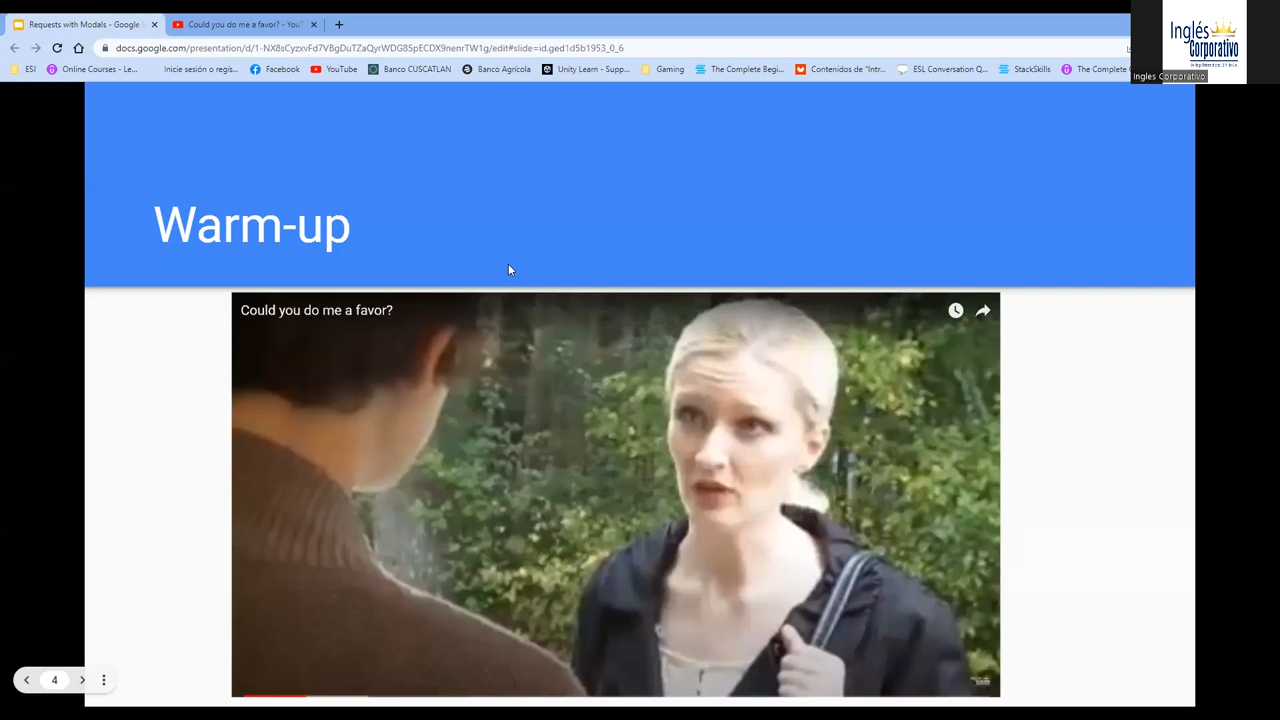 Requests with Modals - Google
Could you do me a favor? - YouT
docs.google.com/presentation/d/1-NX8sCyzxvFd7VBgDuTZaQyrWDG85pECDX9nenrTW1g/edit#slide=id.ged1d5b1953_0_6
ESI
Online Courses - Le...
Inicie sesión o regís...
Facebook
YouTube
Banco CUSCATLAN
Banco Agrícola
Unity Learn - Supp...
Gaming
The Complete Begi...
Contenidos de "Intr...
ESL Conversation Q...
StackSkills
The Complete
Inglés
Corporativo
Ingles Corporativo
Warm-up
Could you do me a favor?
4